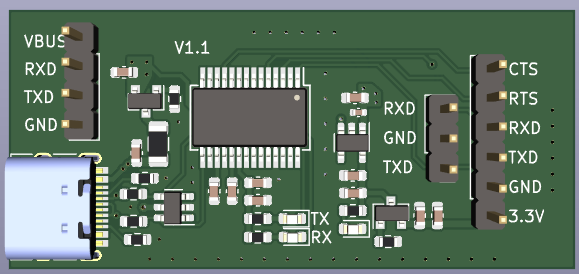 VBUS
RXD
TXD
GND
V1.1
TX
RX
RXD
GND
TXD
CTS
RTS
RXD
TXD
GND
3.3V